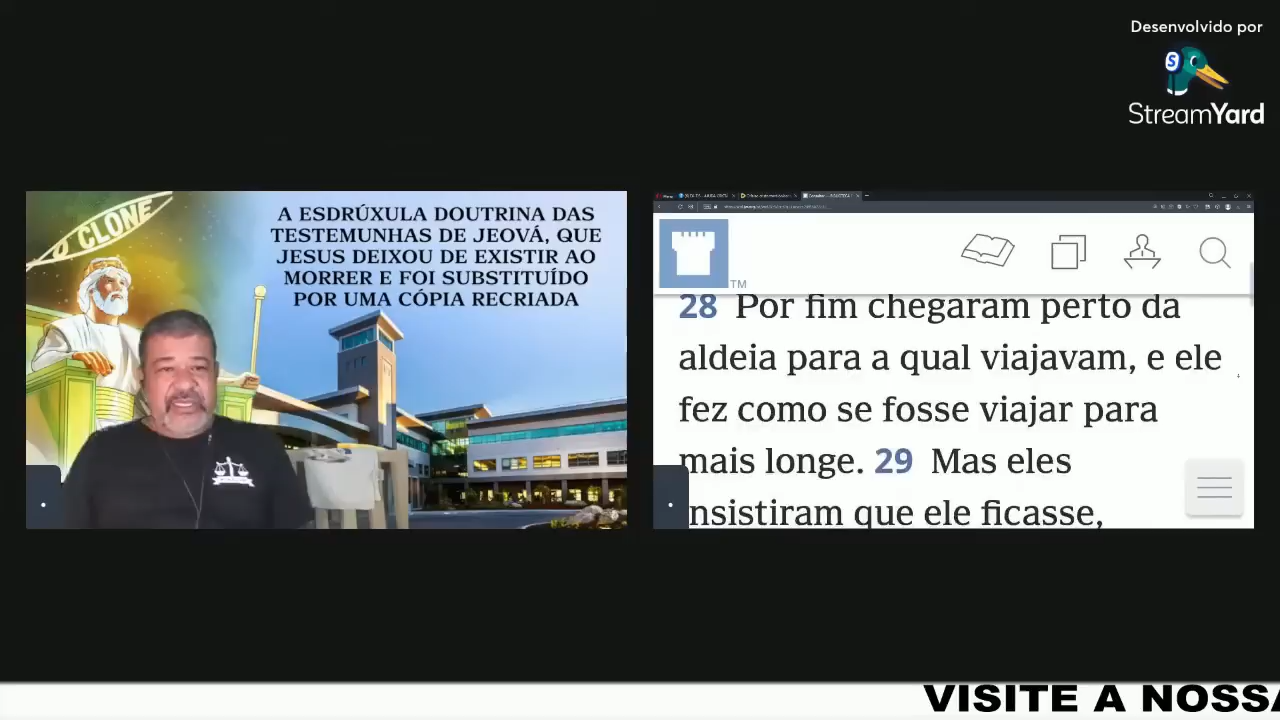 Desenvolvido por
StreamYard
O CLONE
A ESDRÚXULA DOUTRINA DAS
TESTEMUNHAS DE JEOVÁ, QUE
JESUS DEIXOU DE EXISTIR AO
MORRER E FOI SUBSTITUÍDO
POR UMA CÓPIA RECRIADA
TM
28 Por fim chegaram perto da
aldeia para a qual viajavam, e ele
fez como se fosse viajar para
mais longe. 29 Mas eles
nsistiram que ele ficasse,
VISITE A NOSSA